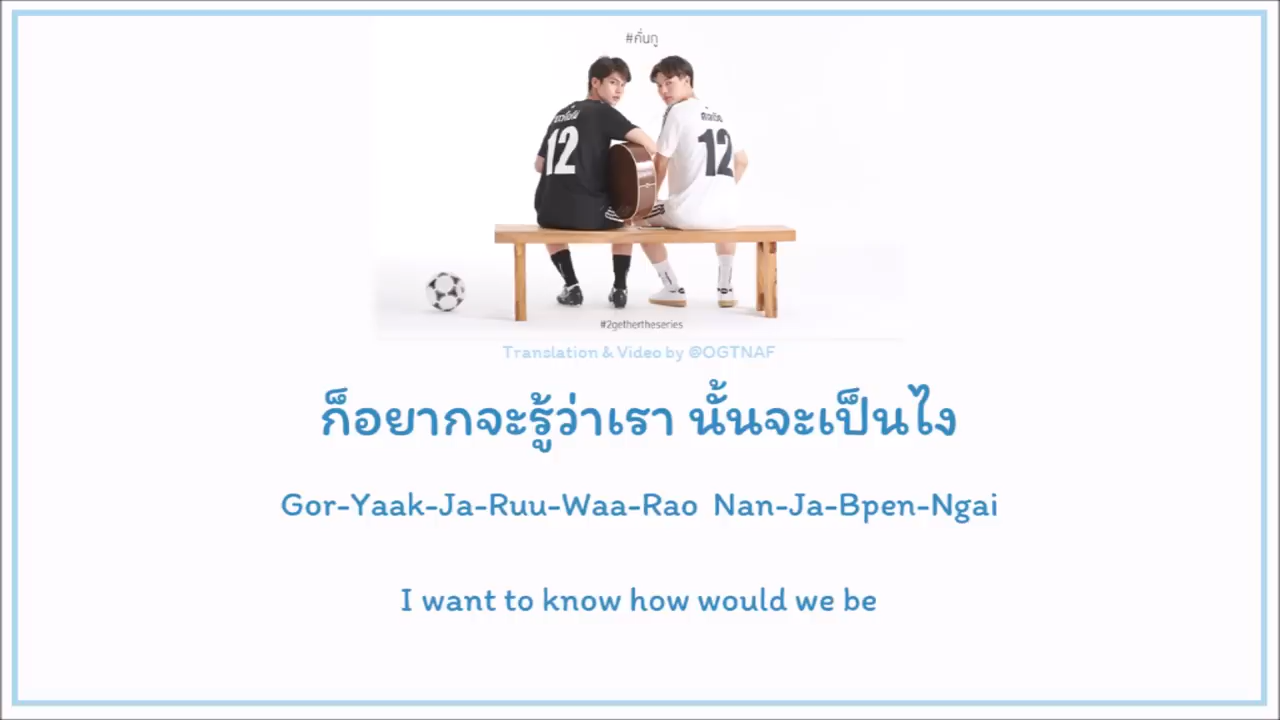 #คั่นกู
12
12
#2gethertheseries
Translation & Video by @OGTNAF
ก็อยากจะรู้ว่าเรา นั้นจะเป็นไง
Gor-Yaak-Ja-Ruu-Waa-Rao Nan-Ja-Bpen-Ngai
I want to know how would we be